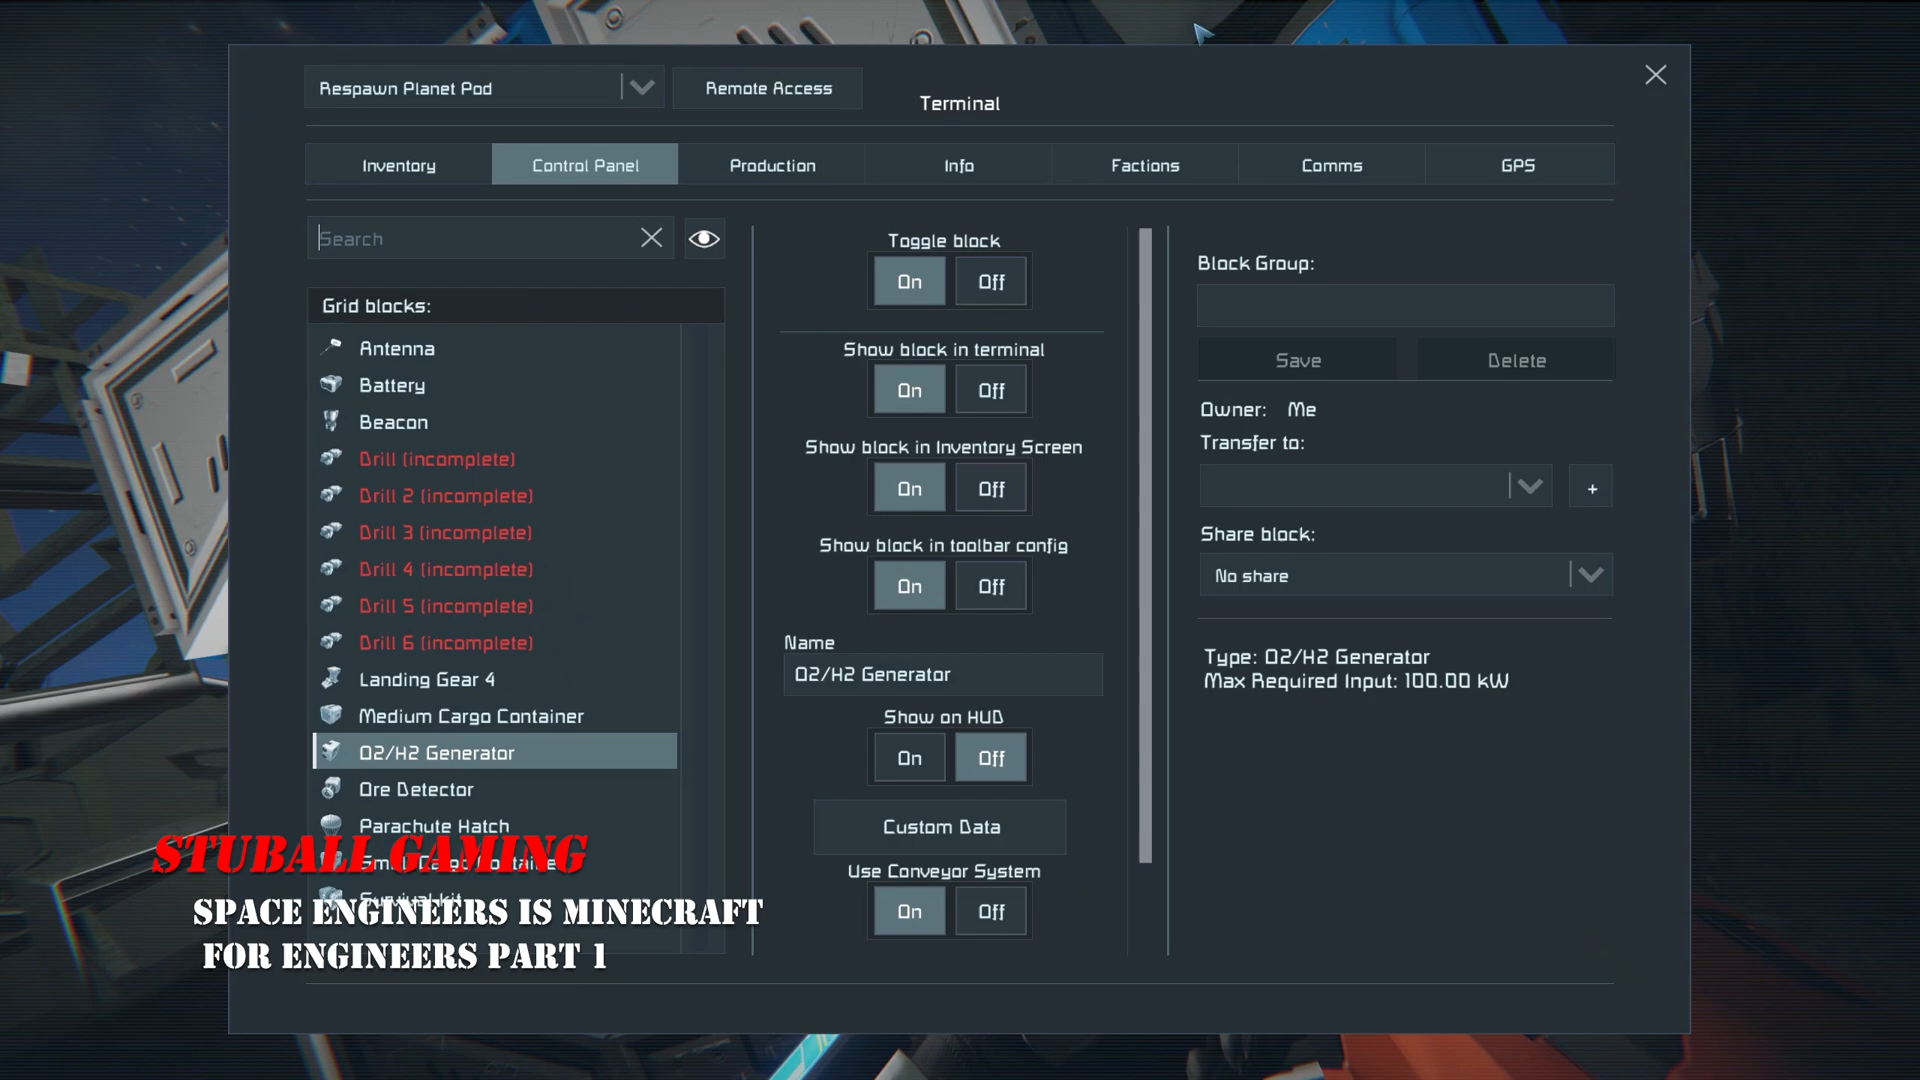 Respawn Planet Pod
Remote Access
Terminal
Inventory
Control Panel
Production
Info
Factions
Comms
GPS
Search
Grid blocks:
Antenna
Battery
Beacon
Drill (incomplete)
Drill 2 (incomplete)
Drill 3 (incomplete)
Drill 4 (incomplete)
Drill 5 (incomplete)
Drill 6 (incomplete)
Landing Gear 4
Medium Cargo Container
O2/H2 Generator
Ore Detector
Parachute Hatch
Small Cargo Container
Survival kit
Toggle block
On Off
Show block in terminal
On Off
Show block in Inventory Screen
On Off
Show block in toolbar config
On Off
Name
O2/H2 Generator
Show on HUD
On Off
Custom Data
Use Conveyor System
On Off
Block Group:
Save
Delete
Owner: Me
Transfer to:
+
Share block:
No share
Type: O2/H2 Generator
Max Required Input: 100.00 kW
STUBALL GAMING
SPACE ENGINEERS IS MINECRAFT
FOR ENGINEERS PART 1